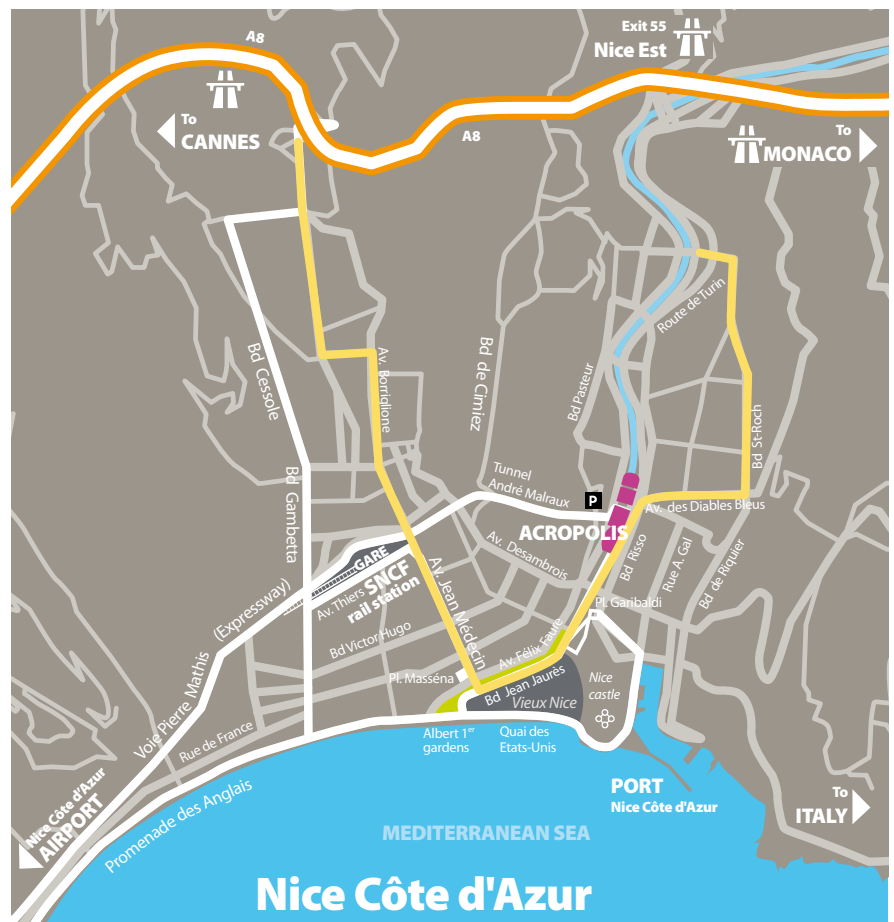 A8
Exit 55
Nice Est
To
CANNES
A8
To
MONACO
Route de Turin
Bd Cessole
Av. Borriglione
Bd de Cimiez
Bd Pasteur
Bd St-Roch
Bd Gambetta
Tunnel
André Malraux
P
ACROPOLIS
Av. des Diables Bleus
Av. Desambrois
Bd Risso
Rue A. Gal
Bd de Riquier
GARE
Av. Thiers
SNCF
rail station
Av. Jean Médecin
(Expressway)
Voie Pierre Mathis
Bd Victor Hugo
Pl. Garibaldi
Av. Félix Faure
Pl. Masséna
Bd Jean Jaurès
Vieux Nice
Nice
castle
Rue de France
Albert 1er
gardens
Quai des
Etats-Unis
Promenade des Anglais
PORT
Nice Côte d'Azur
To
ITALY
Nice Côte d'Azur
AIRPORT
MEDITERRANEAN SEA
Nice Côte d'Azur